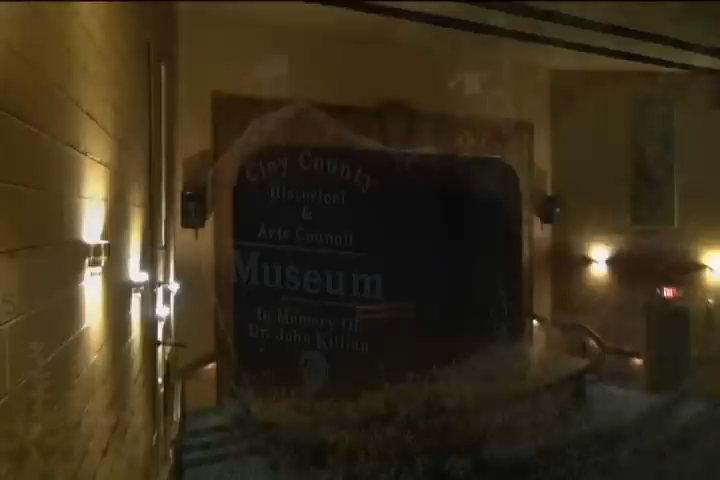 Clay County
Historical
&
Arts Council
Museum
In Memory Of
Dr. John Killian